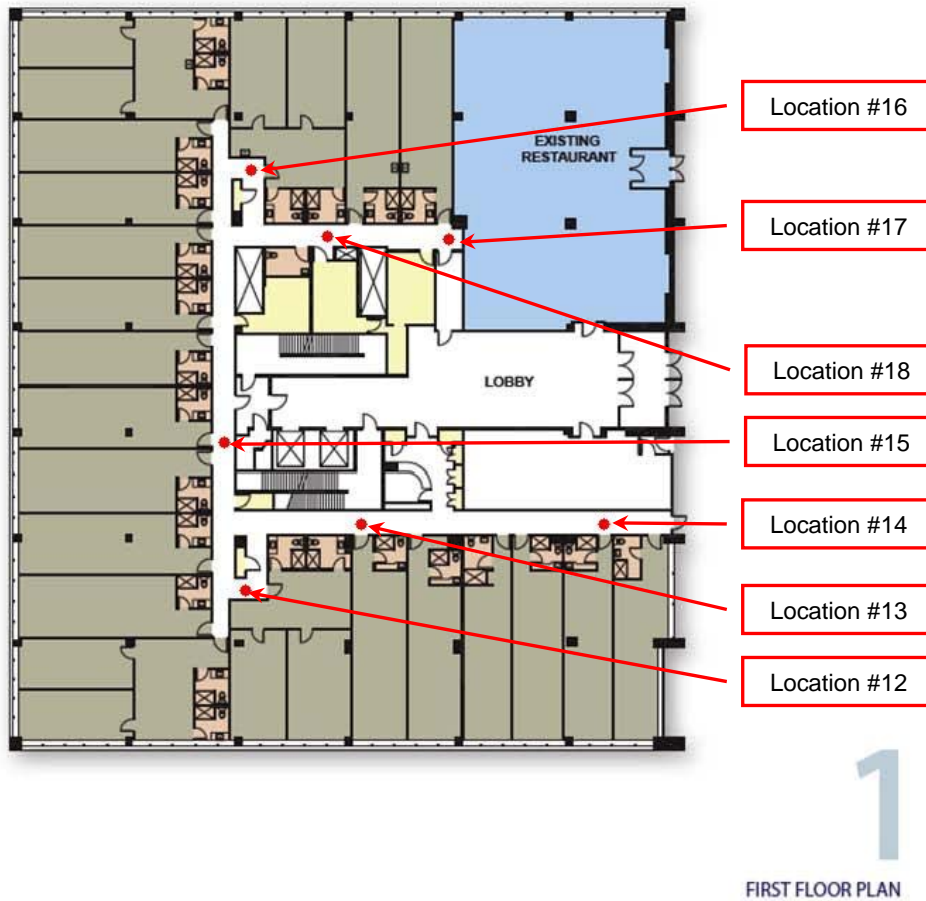 Location #16
EXISTING
RESTAURANT
Location #17
Location #18
LOBBY
Location #15
Location #14
Location #13
Location #12
1
FIRST FLOOR PLAN